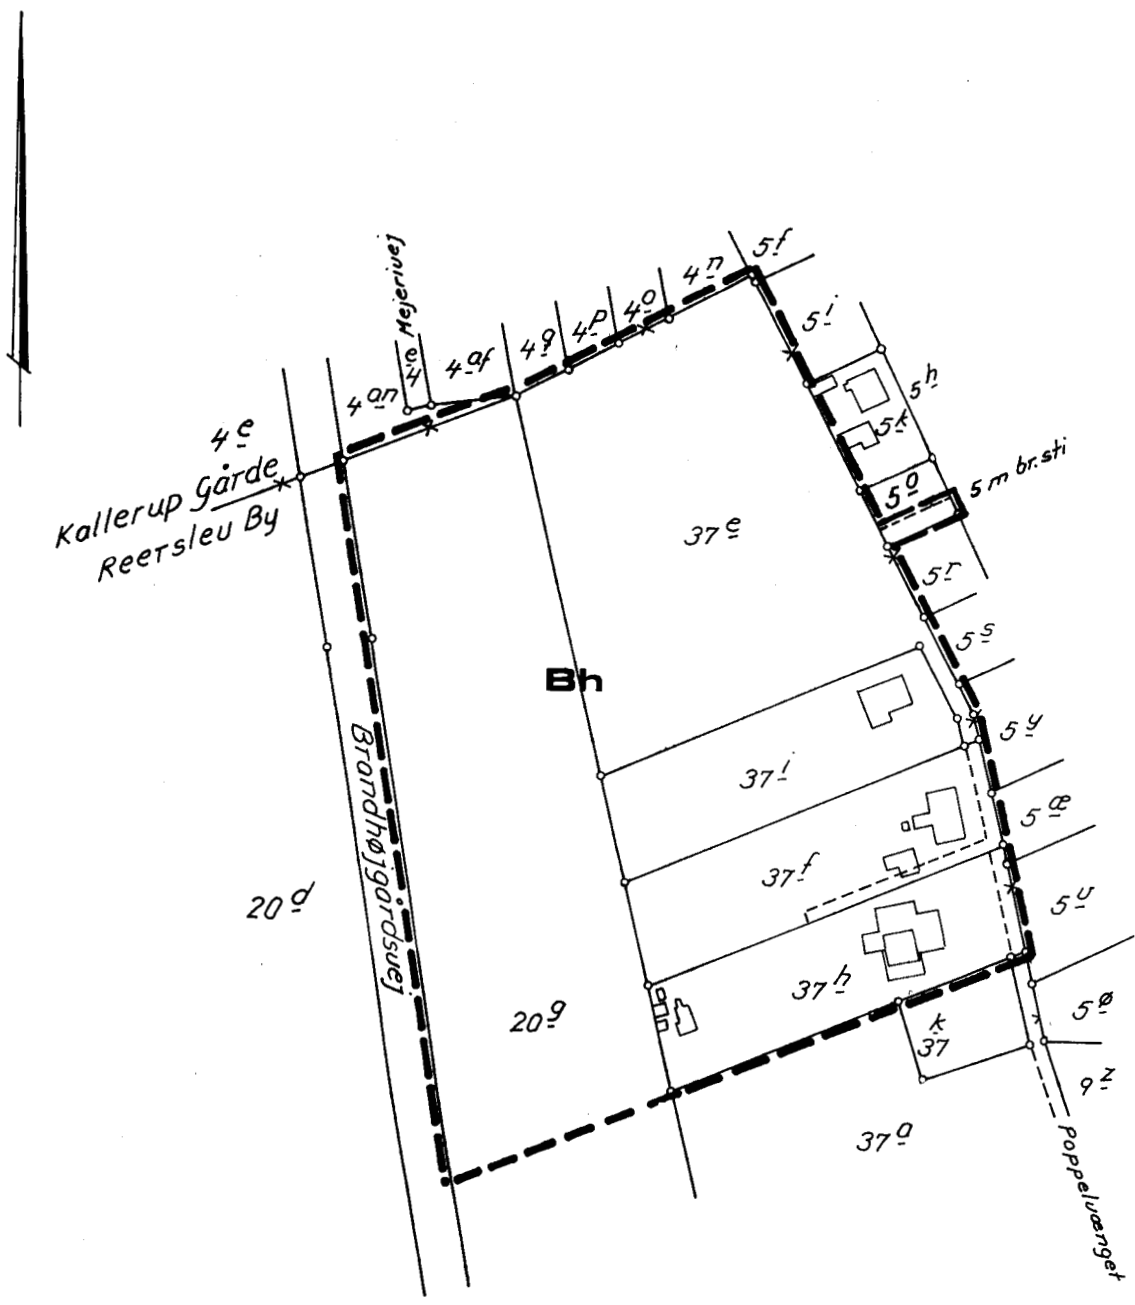 5f
4n
5i
4o
4p
4q
4e Mejerivej
4af
4an
5h
4e
5k
Kallerup gårde
Reerslev By
5o
5 m br. sti
37e
5r
5s
Bh
5y
37i
5æ
37f
Brandhøjgårdsvej
20d
5u
37h
20g
k
37
5ø
9z
37a
Poppelvænget